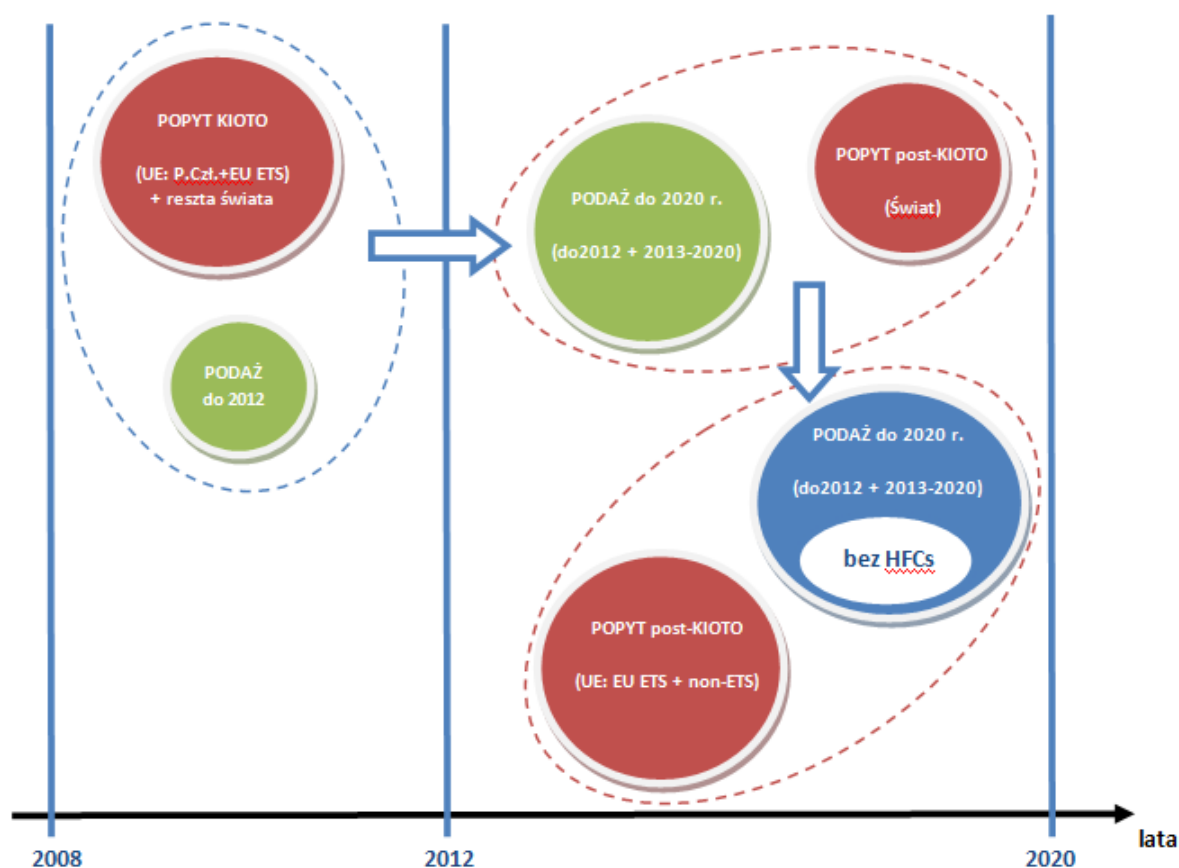 POPYT KIOTO
(UE: P.Czł.+EU ETS)
+ reszta świata
PODAŻ
do 2012
PODAŻ do 2020 r.
(do2012 + 2013-2020)
POPYT post-KIOTO
(Świat)
PODAŻ do 2020 r.
(do2012 + 2013-2020)
bez HFCs
POPYT post-KIOTO
(UE: EU ETS + non-ETS)
lata
2008
2012
2020